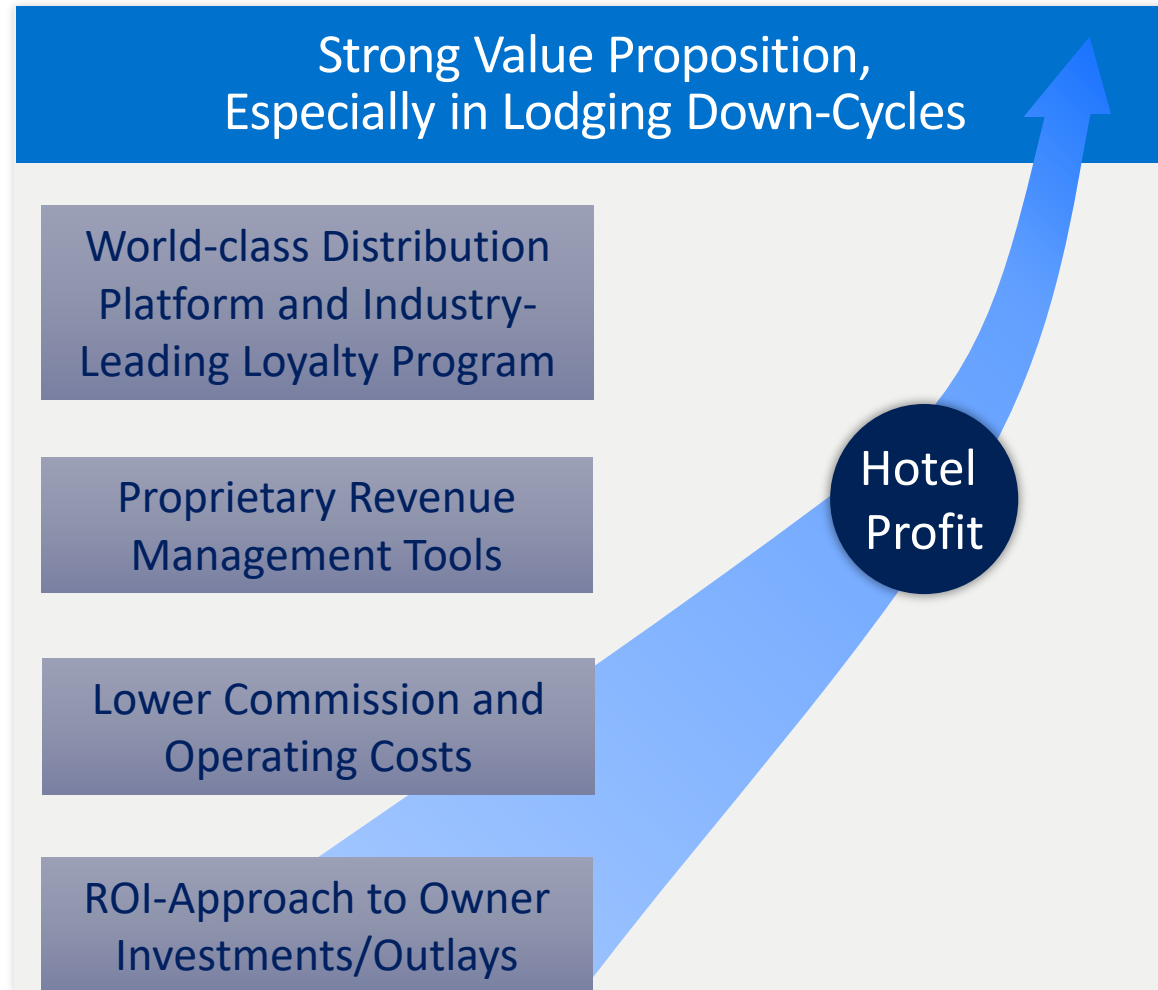 Strong Value Proposition,
Especially in Lodging Down-Cycles
World-class Distribution
Platform and Industry-
Leading Loyalty Program
Proprietary Revenue
Management Tools
Lower Commission and
Operating Costs
ROI-Approach to Owner
Investments/Outlays
Hotel
Profit